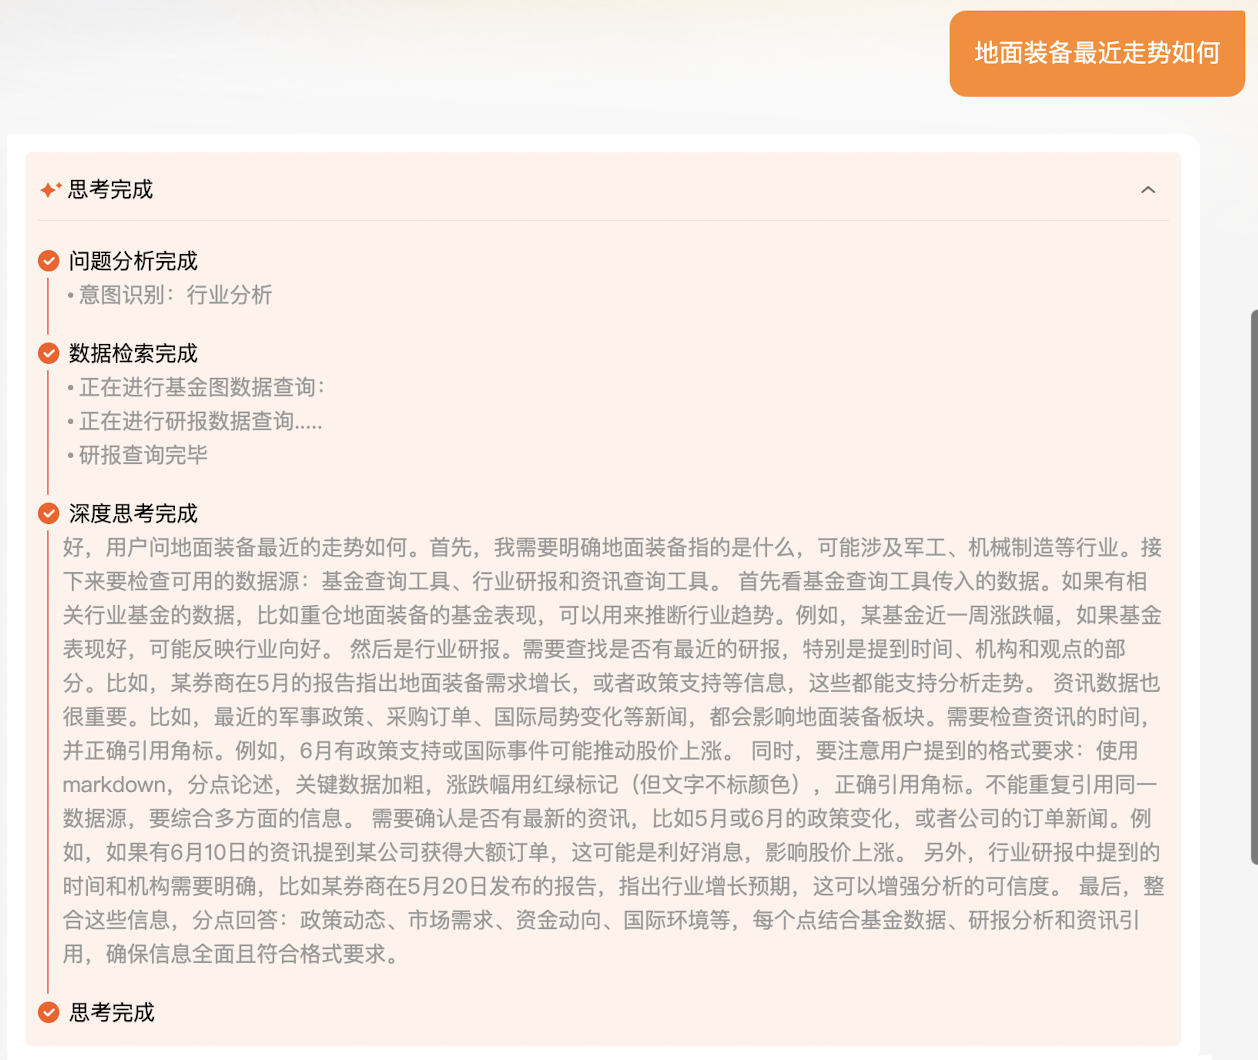 地面装备最近走势如何
思考完成
问题分析完成
• 意图识别：行业分析
数据检索完成
• 正在进行基金图数据查询：
• 正在进行研报数据查询.....
• 研报查询完毕
深度思考完成
好，用户问地面装备最近的走势如何。首先，我需要明确地面装备指的是什么，可能涉及军工、机械制造等行业。接
下来要检查可用的数据源：基金查询工具、行业研报和资讯查询工具。 首先看基金查询工具传入的数据。如果有相
关行业基金的数据，比如重仓地面装备的基金表现，可以用来推断行业趋势。例如，某基金近一周涨跌幅，如果基金
表现好，可能反映行业向好。 然后是行业研报。需要查找是否有最近的研报，特别是提到时间、机构和观点的部
分。比如，某券商在5月的报告指出地面装备需求增长，或者政策支持等信息，这些都能支持分析走势。 资讯数据也
很重要。比如，最近的军事政策、采购订单、国际局势变化等新闻，都会影响地面装备板块。需要检查资讯的时间，
并正确引用角标。例如，6月有政策支持或国际事件可能推动股价上涨。 同时，要注意用户提到的格式要求：使用
markdown，分点论述，关键数据加粗，涨跌幅用红绿标记（但文字不标颜色），正确引用角标。不能重复引用同一
数据源，要综合多方面的信息。 需要确认是否有最新的资讯，比如5月或6月的政策变化，或者公司的订单新闻。例
如，如果有6月10日的资讯提到某公司获得大额订单，这可能是利好消息，影响股价上涨。 另外，行业研报中提到的
时间和机构需要明确，比如某券商在5月20日发布的报告，指出行业增长预期，这可以增强分析的可信度。 最后，整
合这些信息，分点回答：政策动态、市场需求、资金动向、国际环境等，每个点结合基金数据、研报分析和资讯引
用，确保信息全面且符合格式要求。
思考完成